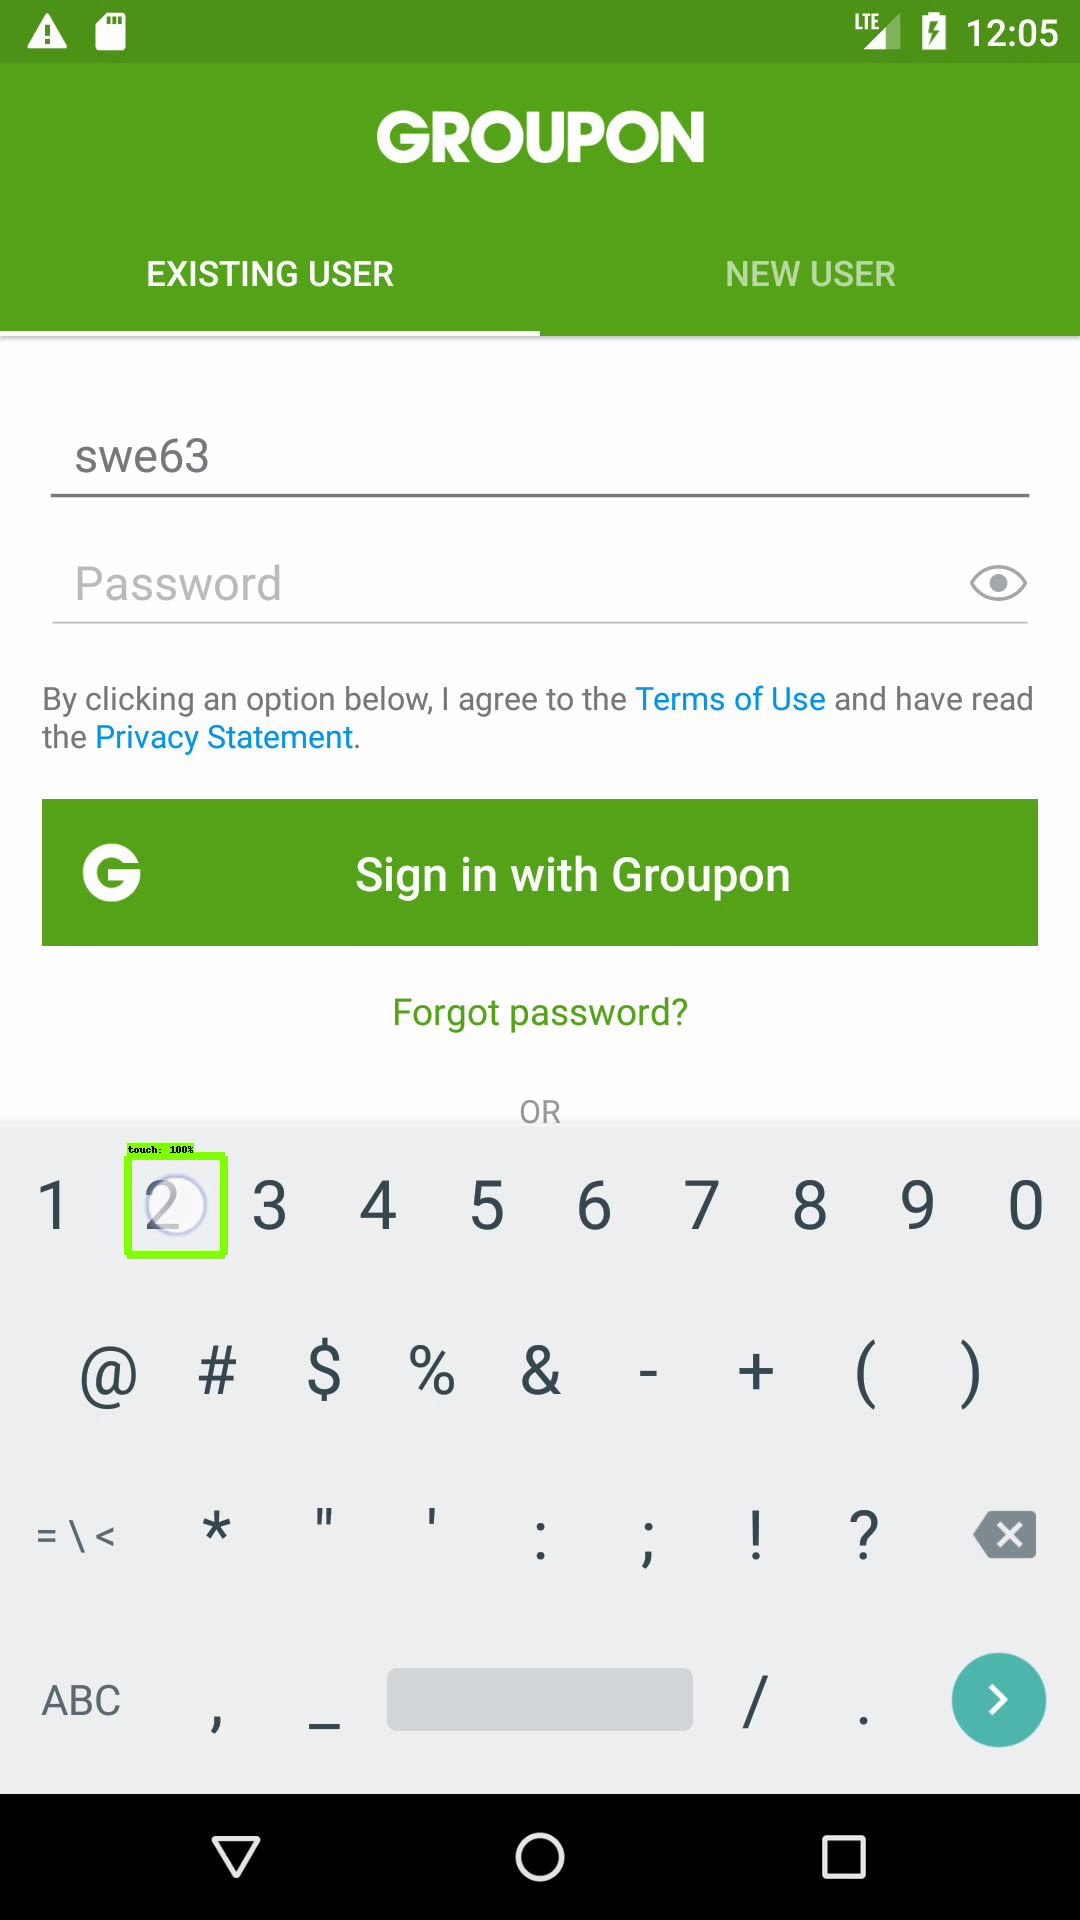 LTE 12:05
GROUPON
EXISTING USER NEW USER
swe63
Password
By clicking an option below, I agree to the Terms of Use and have read
the Privacy Statement.
G Sign in with Groupon
Forgot password?
OR
touch: 100%
1 2 3 4 5 6 7 8 9 0
@ # $ % & - + ( )
= \ < * " ' : ; ! ?
ABC , _ / .